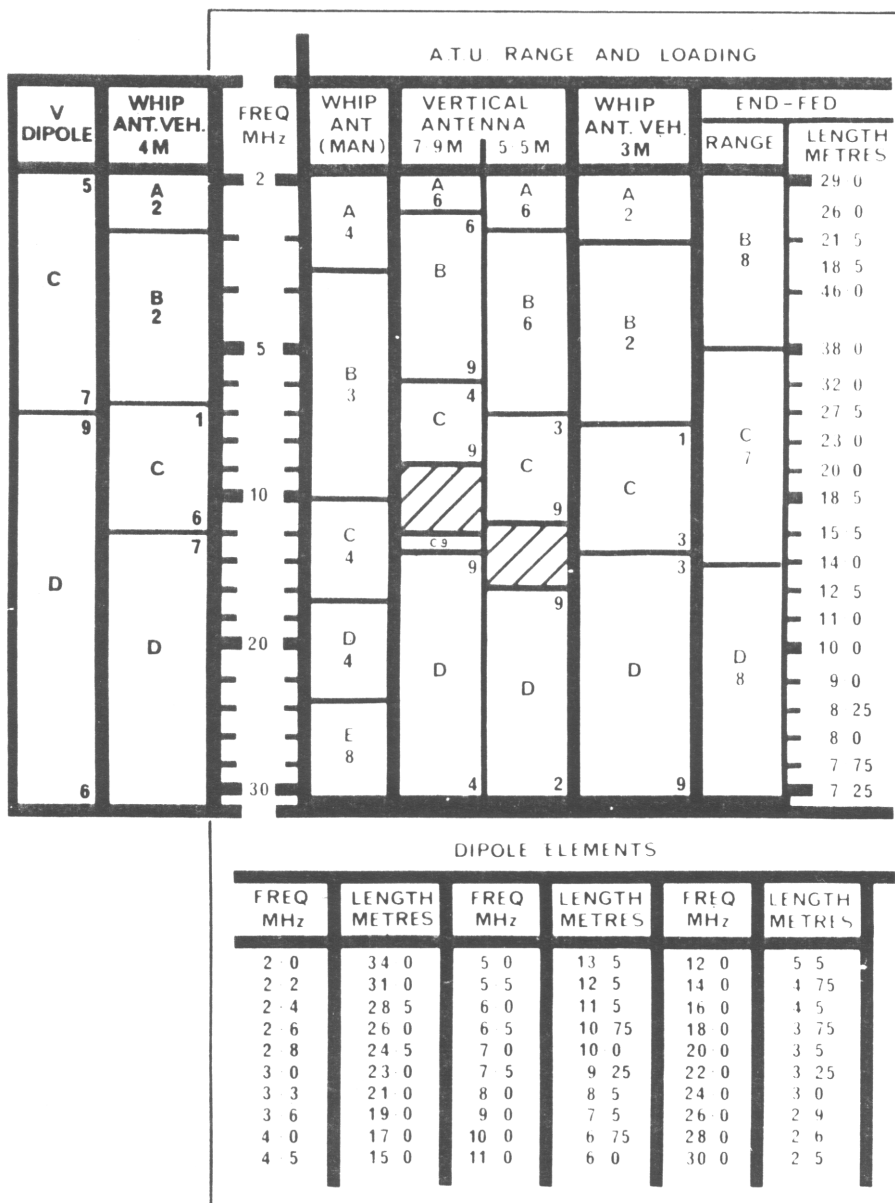 A.T.U. RANGE AND LOADING
V DIPOLE
WHIP ANT. VEH. 4M
FREQ MHz
WHIP ANT (MAN)
VERTICAL ANTENNA
7·9M 5·5M
WHIP ANT. VEH. 3M
END-FED
RANGE
LENGTH METRES
5
C
7
9
D
6
A
2
B
2
1
C
6
7
D
2
5
10
20
30
A
4
B
3
C
4
D
4
E
8
A
6
6
B
9
4
C
9
C 9
9
D
4
A
6
B
6
3
C
9
9
D
2
A
2
B
2
1
C
3
3
D
9
B
8
C
7
D
8
29·0
26·0
21·5
18·5
46·0
38·0
32·0
27·5
23·0
20·0
18·5
15·5
14·0
12·5
11·0
10·0
9·0
8·25
8·0
7·75
7·25
DIPOLE ELEMENTS
FREQ LENGTH FREQ LENGTH FREQ LENGTH
MHz METRES MHz METRES MHz METRES
2·0 34·0 5·0 13·5 12·0 5·5
2·2 31·0 5·5 12·5 14·0 4·75
2·4 28·5 6·0 11·5 16·0 4·5
2·6 26·0 6·5 10·75 18·0 3·75
2·8 24·5 7·0 10·0 20·0 3·5
3·0 23·0 7·5 9·25 22·0 3·25
3·3 21·0 8·0 8·5 24·0 3·0
3·6 19·0 9·0 7·5 26·0 2·9
4·0 17·0 10·0 6·75 28·0 2·6
4·5 15·0 11·0 6·0 30·0 2·5